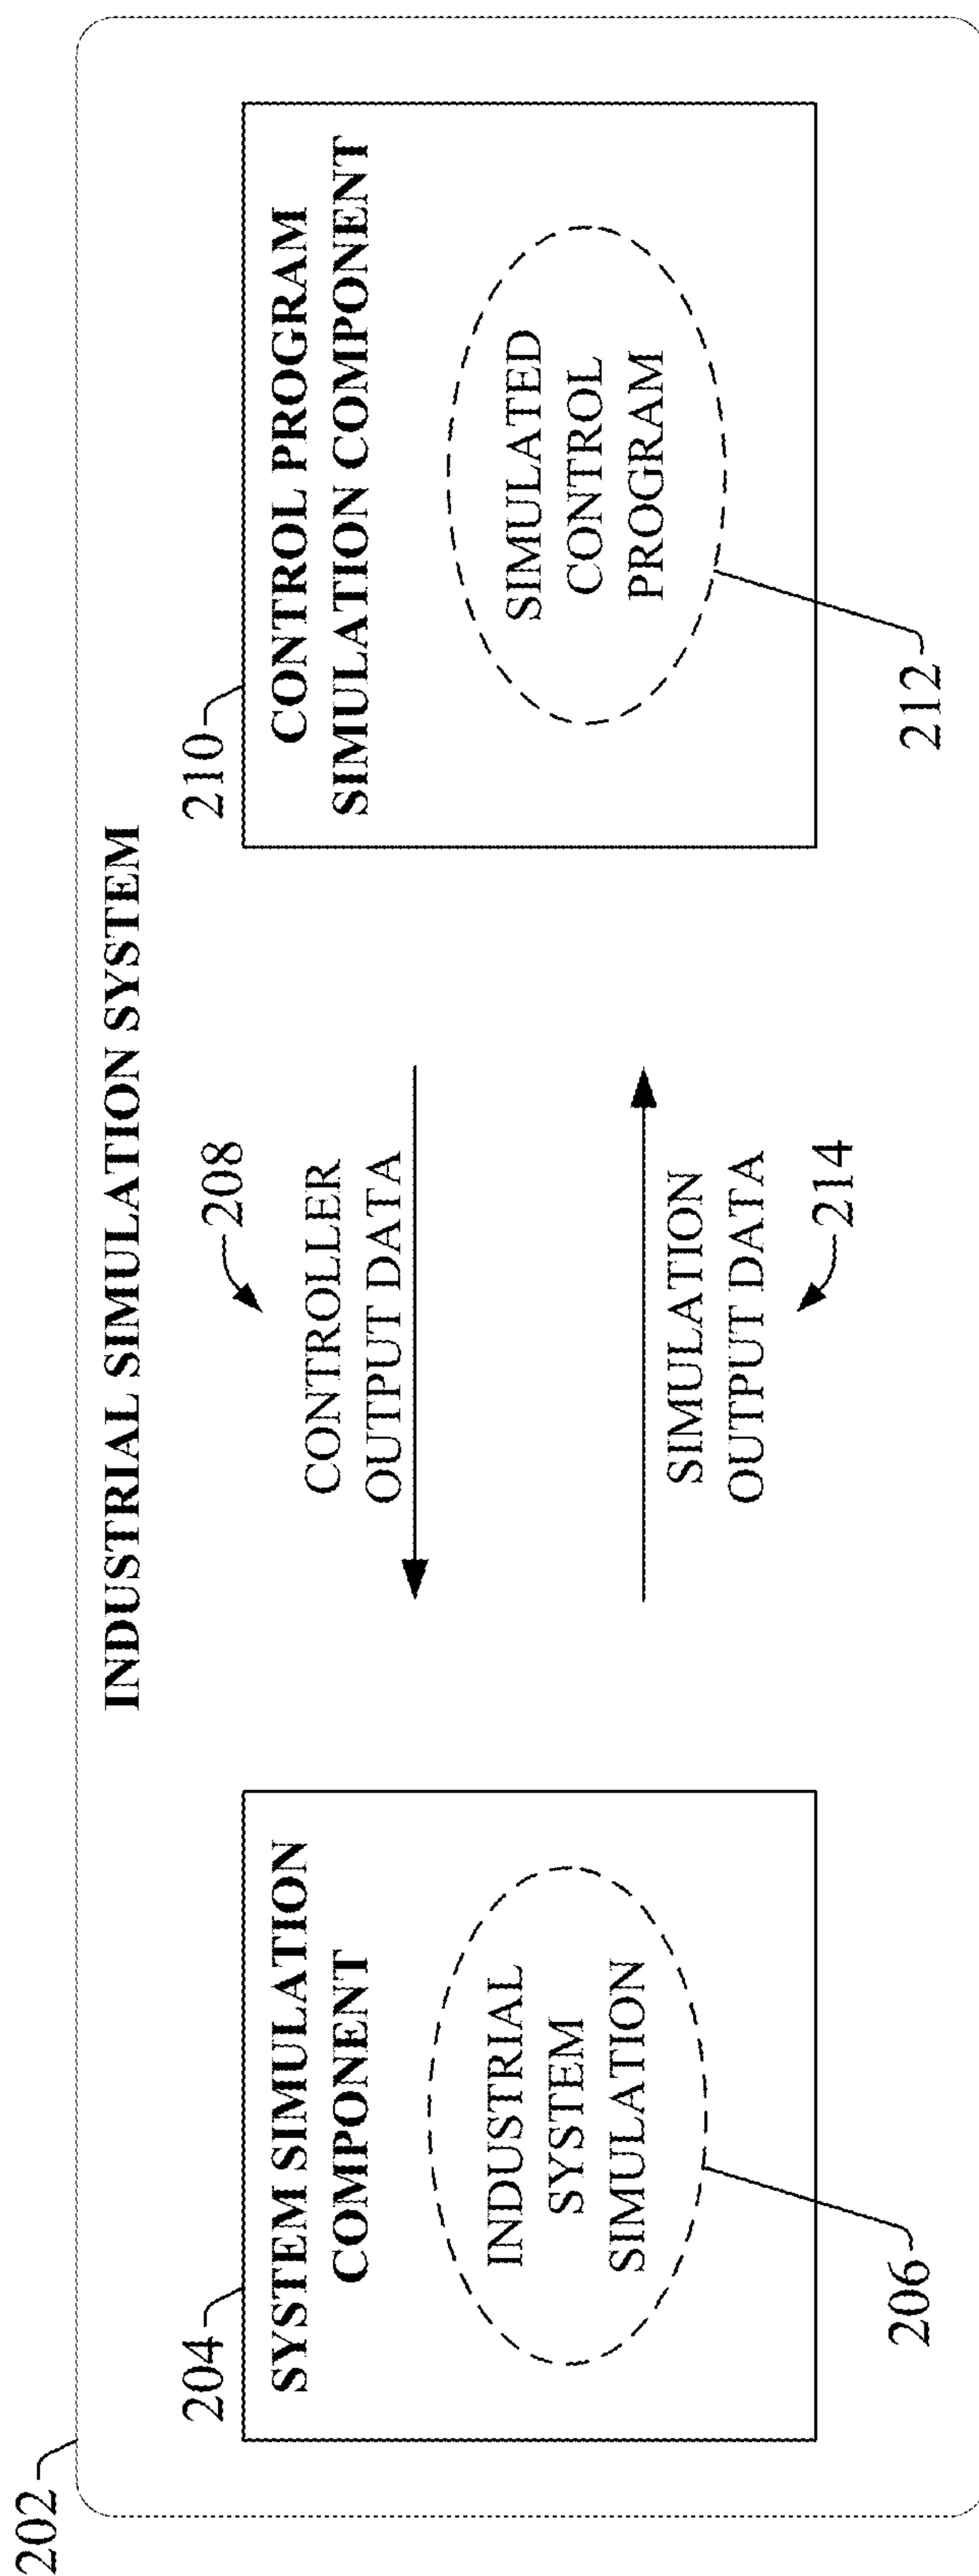 202
INDUSTRIAL SIMULATION SYSTEM
204
SYSTEM SIMULATION
COMPONENT
INDUSTRIAL
SYSTEM
SIMULATION
206
208
CONTROLLER
OUTPUT DATA
SIMULATION
OUTPUT DATA
214
210
CONTROL PROGRAM
SIMULATION COMPONENT
SIMULATED
CONTROL
PROGRAM
212